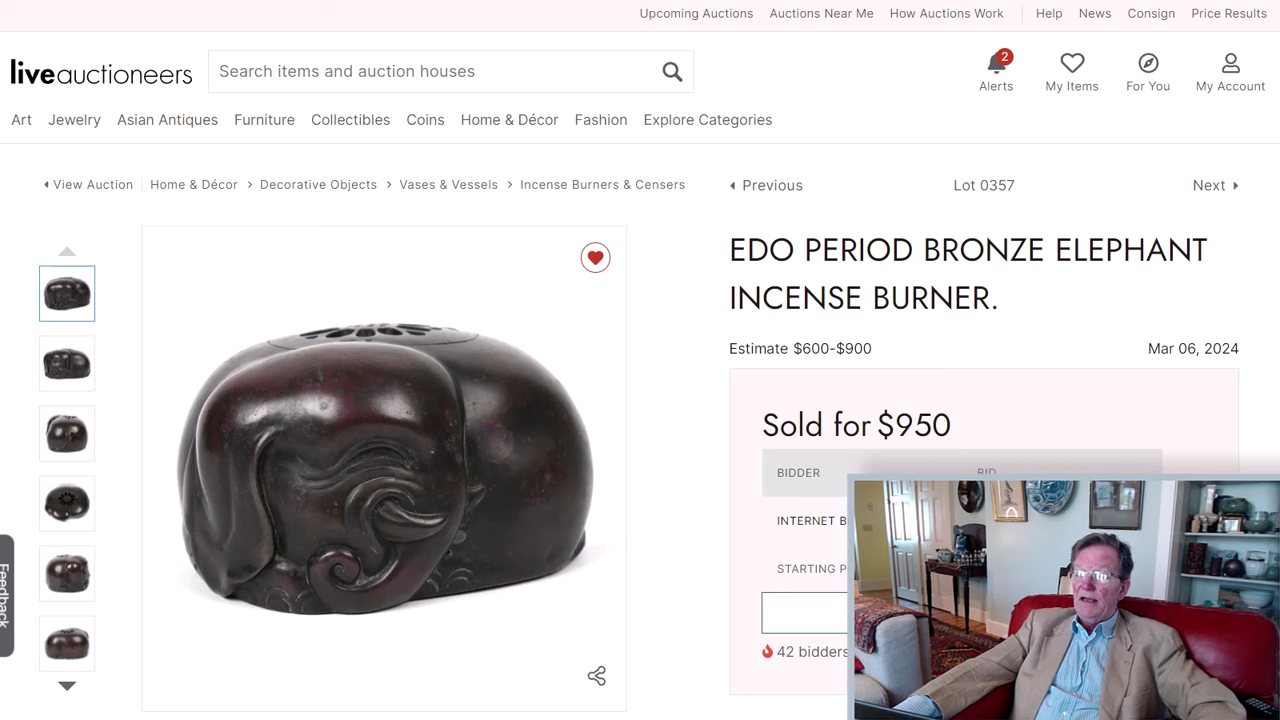 Upcoming Auctions Auctions Near Me How Auctions Work Help News Consign Price Results
liveauctioneers
Search items and auction houses
2
Alerts My Items For You My Account
Art Jewelry Asian Antiques Furniture Collectibles Coins Home & Décor Fashion Explore Categories
View Auction Home & Décor > Decorative Objects > Vases & Vessels > Incense Burners & Censers
Previous Lot 0357 Next
EDO PERIOD BRONZE ELEPHANT
INCENSE BURNER.
Estimate $600-$900 Mar 06, 2024
Sold for $950
BIDDER BID
INTERNET B
STARTING P
42 bidders
Feedback